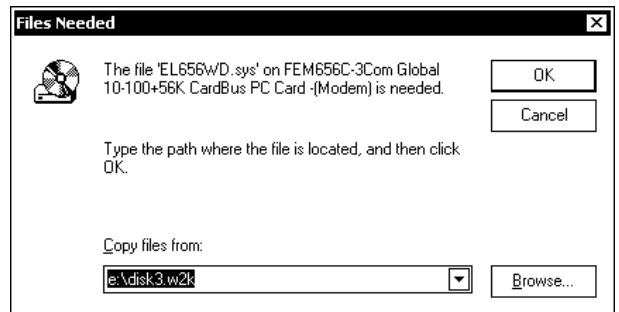 Files Needed
The file 'EL656WD.sys' on FEM656C-3Com Global
10-100+56K CardBus PC Card -(Modem) is needed.
OK
Cancel
Type the path where the file is located, and then click
OK.
Copy files from:
e:\disk3.w2k
Browse...